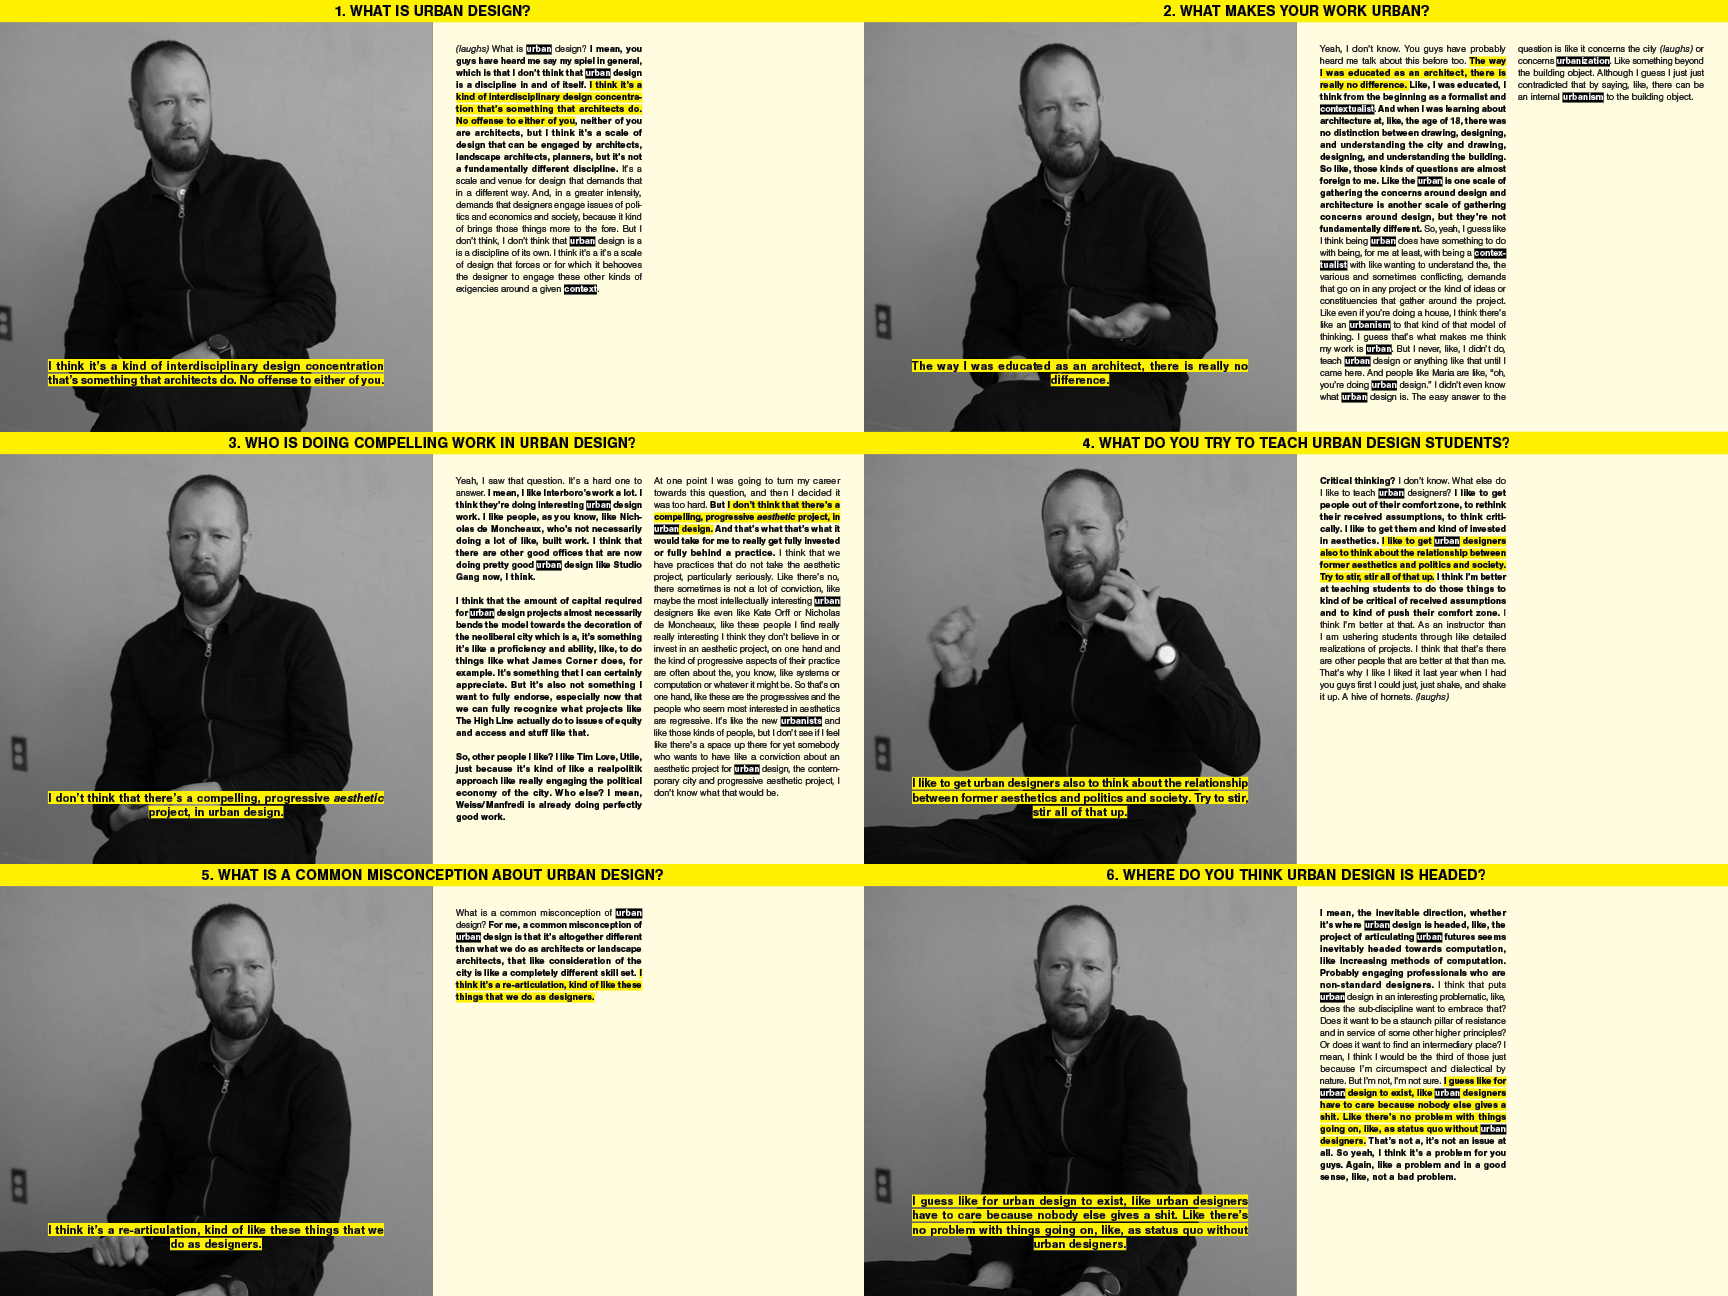 1. WHAT IS URBAN DESIGN?
(laughs) What is urban design? I mean, you
guys have heard me say my spiel in general,
which is that I don't think that urban design
is a discipline in and of itself. I think it's a
kind of interdisciplinary design concentra-
tion that's something that architects do.
No offense to either of you, neither of you
are architects, but I think it's a scale of
design that can be engaged by architects,
landscape architects, planners, but it's not
a fundamentally different discipline. It's a
scale and venue for design that demands that
in a different way. And, in a greater intensity,
demands that designers engage issues of poli-
tics and economics and society, because it kind
of brings those things more to the fore. But I
don't think, I don't think that urban design is a
is a discipline of its own. I think it's a it's a scale
of design that forces or for which it behooves
the designer to engage these other kinds of
exigencies around a given context.
I think it's a kind of interdisciplinary design concentration
that's something that architects do. No offense to either of you.
2. WHAT MAKES YOUR WORK URBAN?
Yeah, I don't know. You guys have probably
heard me talk about this before too. The way
I was educated as an architect, there is
really no difference. Like, I was educated, I
think from the beginning as a formalist and
contextualist. And when I was learning about
architecture at, like, the age of 18, there was
no distinction between drawing, designing,
and understanding the city and drawing,
designing, and understanding the building.
So like, those kinds of questions are almost
foreign to me. Like the urban is one scale of
gathering the concerns around design and
architecture is another scale of gathering
concerns around design, but they're not
fundamentally different. So, yeah, I guess like
I think being urban does have something to do
with being, for me at least, with being a contex-
tualist with like wanting to understand the, the
various and sometimes conflicting, demands
that go on in any project or the kind of ideas or
constituencies that gather around the project.
Like even if you're doing a house, I think there's
like an urbanism to that kind of that model of
thinking. I guess that's what makes me think
my work is urban. But I never, like, I didn't do,
teach urban design or anything like that until I
came here. And people like Maria are like, "oh,
you're doing urban design." I didn't even know
what urban design is. The easy answer to the
question is like it concerns the city (laughs) or
concerns urbanization. Like something beyond
the building object. Although I guess I just just
contradicted that by saying, like, there can be
an internal urbanism to the building object.
The way I was educated as an architect, there is really no
difference.
3. WHO IS DOING COMPELLING WORK IN URBAN DESIGN?
Yeah, I saw that question. It's a hard one to
answer. I mean, I like Interboro's work a lot. I
think they're doing interesting urban design
work. I like people, as you know, like Nich-
olas de Moncheaux, who's not necessarily
doing a lot of like, built work. I think that
there are other good offices that are now
doing pretty good urban design like Studio
Gang now, I think.
I think that the amount of capital required
for urban design projects almost necessarily
bends the model towards the decoration of
the neoliberal city which is a, it's something
it's like a proficiency and ability, like, to do
things like what James Corner does, for
example. It's something that I can certainly
appreciate. But it's also not something I
want to fully endorse, especially now that
we can fully recognize what projects like
The High Line actually do to issues of equity
and access and stuff like that.
So, other people I like? I like Tim Love, Utile,
just because it's kind of like a realpolitik
approach like really engaging the political
economy of the city. Who else? I mean,
Weiss/Manfredi is already doing perfectly
good work.
At one point I was going to turn my career
towards this question, and then I decided it
was too hard. But I don't think that there's a
compelling, progressive aesthetic project, in
urban design. And that's what that's what it
would take for me to really get fully invested
or fully behind a practice. I think that we
have practices that do not take the aesthetic
project, particularly seriously. Like there's no,
there sometimes is not a lot of conviction, like
maybe the most intellectually interesting urban
designers like even like Kate Orff or Nicholas
de Moncheaux, like these people I find really
really interesting I think they don't believe in or
invest in an aesthetic project, on one hand and
the kind of progressive aspects of their practice
are often about the, you know, like systems or
computation or whatever it might be. So that's on
one hand, like these are the progressives and the
people who seem most interested in aesthetics
are regressive. It's like the new urbanists and
like those kinds of people, but I don't see if I feel
like there's a space up there for yet somebody
who wants to have like a conviction about an
aesthetic project for urban design, the contem-
porary city and progressive aesthetic project, I
don't know what that would be.
I don't think that there's a compelling, progressive aesthetic
project, in urban design.
4. WHAT DO YOU TRY TO TEACH URBAN DESIGN STUDENTS?
Critical thinking? I don't know. What else do
I like to teach urban designers? I like to get
people out of their comfort zone, to rethink
their received assumptions, to think criti-
cally. I like to get them and kind of invested
in aesthetics. I like to get urban designers
also to think about the relationship between
former aesthetics and politics and society.
Try to stir, stir all of that up. I think I'm better
at teaching students to do those things to
kind of be critical of received assumptions
and to kind of push their comfort zone. I
think I'm better at that. As an instructor than
I am ushering students through like detailed
realizations of projects. I think that that's there
are other people that are better at that than me.
That's why I like I liked it last year when I had
you guys first I could just, just shake, and shake
it up. A hive of hornets. (laughs)
I like to get urban designers also to think about the relationship
between former aesthetics and politics and society. Try to stir,
stir all of that up.
5. WHAT IS A COMMON MISCONCEPTION ABOUT URBAN DESIGN?
What is a common misconception of urban
design? For me, a common misconception of
urban design is that it's altogether different
than what we do as architects or landscape
architects, that like consideration of the
city is like a completely different skill set. I
think it's a re-articulation, kind of like these
things that we do as designers.
I think it's a re-articulation, kind of like these things that we
do as designers.
6. WHERE DO YOU THINK URBAN DESIGN IS HEADED?
I mean, the inevitable direction, whether
it's where urban design is headed, like, the
project of articulating urban futures seems
inevitably headed towards computation,
like increasing methods of computation.
Probably engaging professionals who are
non-standard designers. I think that puts
urban design in an interesting problematic, like,
does the sub-discipline want to embrace that?
Does it want to be a staunch pillar of resistance
and in service of some other higher principles?
Or does it want to find an intermediary place? I
mean, I think I would be the third of those just
because I'm circumspect and dialectical by
nature. But I'm not, I'm not sure. I guess like for
urban design to exist, like urban designers
have to care because nobody else gives a
shit. Like there's no problem with things
going on, like, as status quo without urban
designers. That's not a, it's not an issue at
all. So yeah, I think it's a problem for you
guys. Again, like a problem and in a good
sense, like, not a bad problem.
I guess like for urban design to exist, like urban designers
have to care because nobody else gives a shit. Like there's
no problem with things going on, like, as status quo without
urban designers.